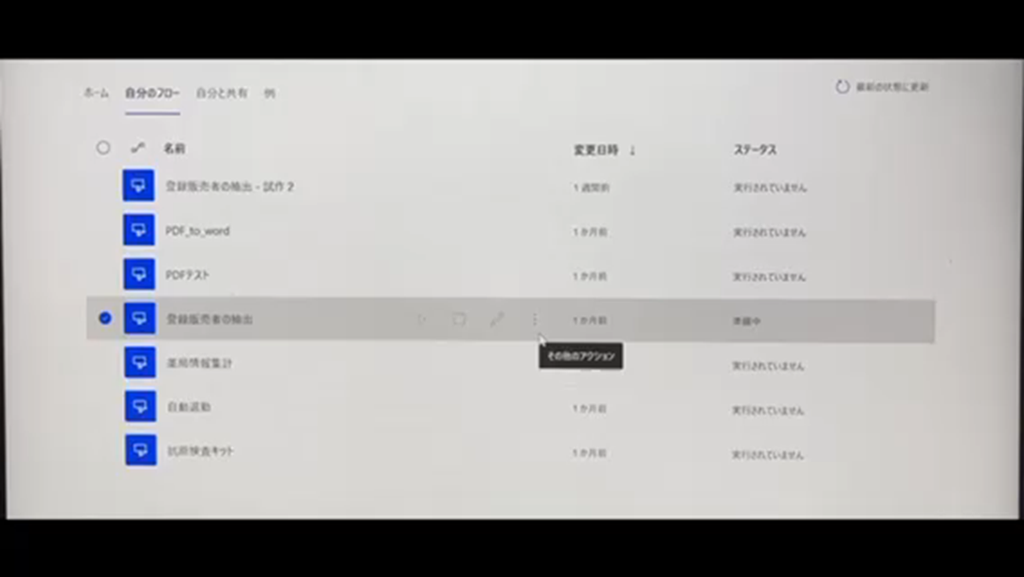 ホーム 自分のフロー 自分と共有 例 最新の状態に更新
名前 変更日時 ↓ ステータス
登録販売者の抽出 - 試作 2 1 週間前 実行されていません
PDF_to_word 1 か月前 実行されていません
PDFテスト 1 か月前 実行されていません
登録販売者の抽出 1 か月前 準備中
その他のアクション
薬局情報集計 実行されていません
自動退勤 1 か月前 実行されていません
抗原検査キット 1 か月前 実行されていません